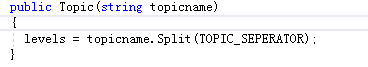 public Topic(string topicname)
{
levels = topicname.Split(TOPIC_SEPERATOR);
}